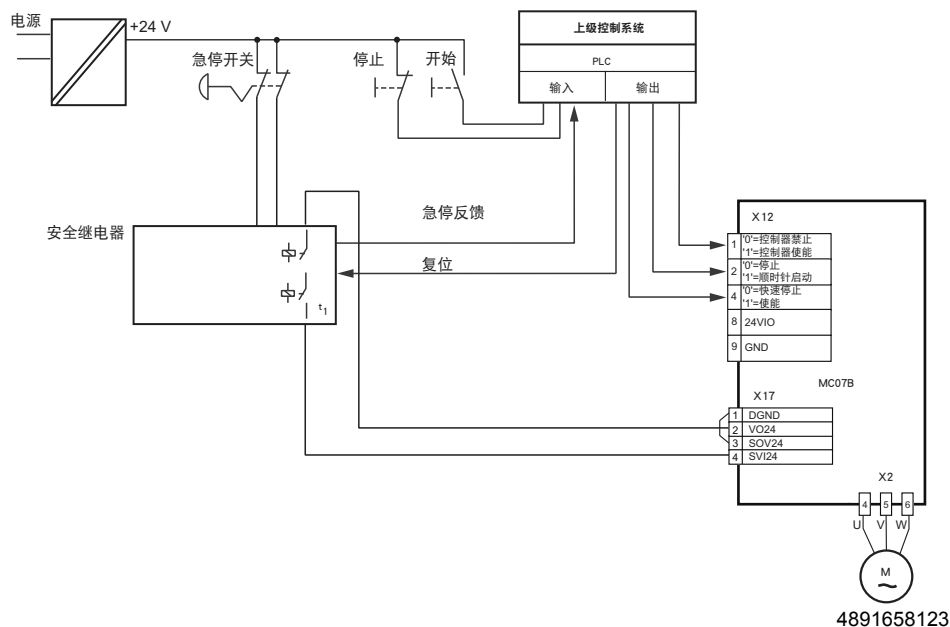 电源
+24 V
急停开关
停止
开始
上级控制系统
PLC
输入
输出
安全继电器
急停反馈
复位
t1
X12
1 '0'=控制器禁止
'1'=控制器使能
2 '0'=停止
'1'=顺时针启动
4 '0'=快速停止
'1'=使能
8 24VIO
9 GND
MC07B
X17
1 DGND
2 VO24
3 SOV24
4 SVI24
X2
4 5 6
U V W
M
4891658123